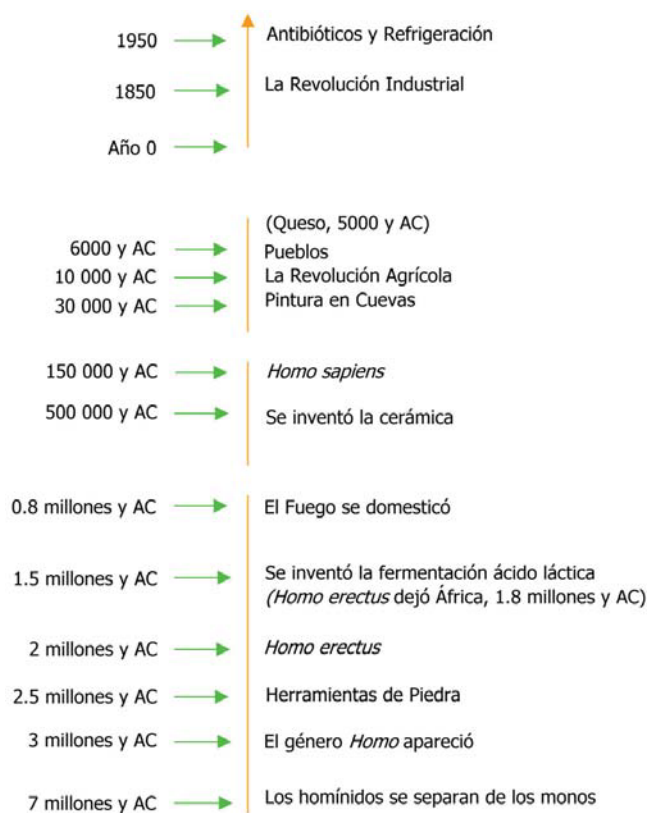 1950 Antibióticos y Refrigeración
1850 La Revolución Industrial
Año 0
(Queso, 5000 y AC)
6000 y AC Pueblos
10 000 y AC La Revolución Agrícola
30 000 y AC Pintura en Cuevas
150 000 y AC Homo sapiens
500 000 y AC Se inventó la cerámica
0.8 millones y AC El Fuego se domesticó
1.5 millones y AC Se inventó la fermentación ácido láctica
(Homo erectus dejó África, 1.8 millones y AC)
2 millones y AC Homo erectus
2.5 millones y AC Herramientas de Piedra
3 millones y AC El género Homo apareció
7 millones y AC Los homínidos se separan de los monos